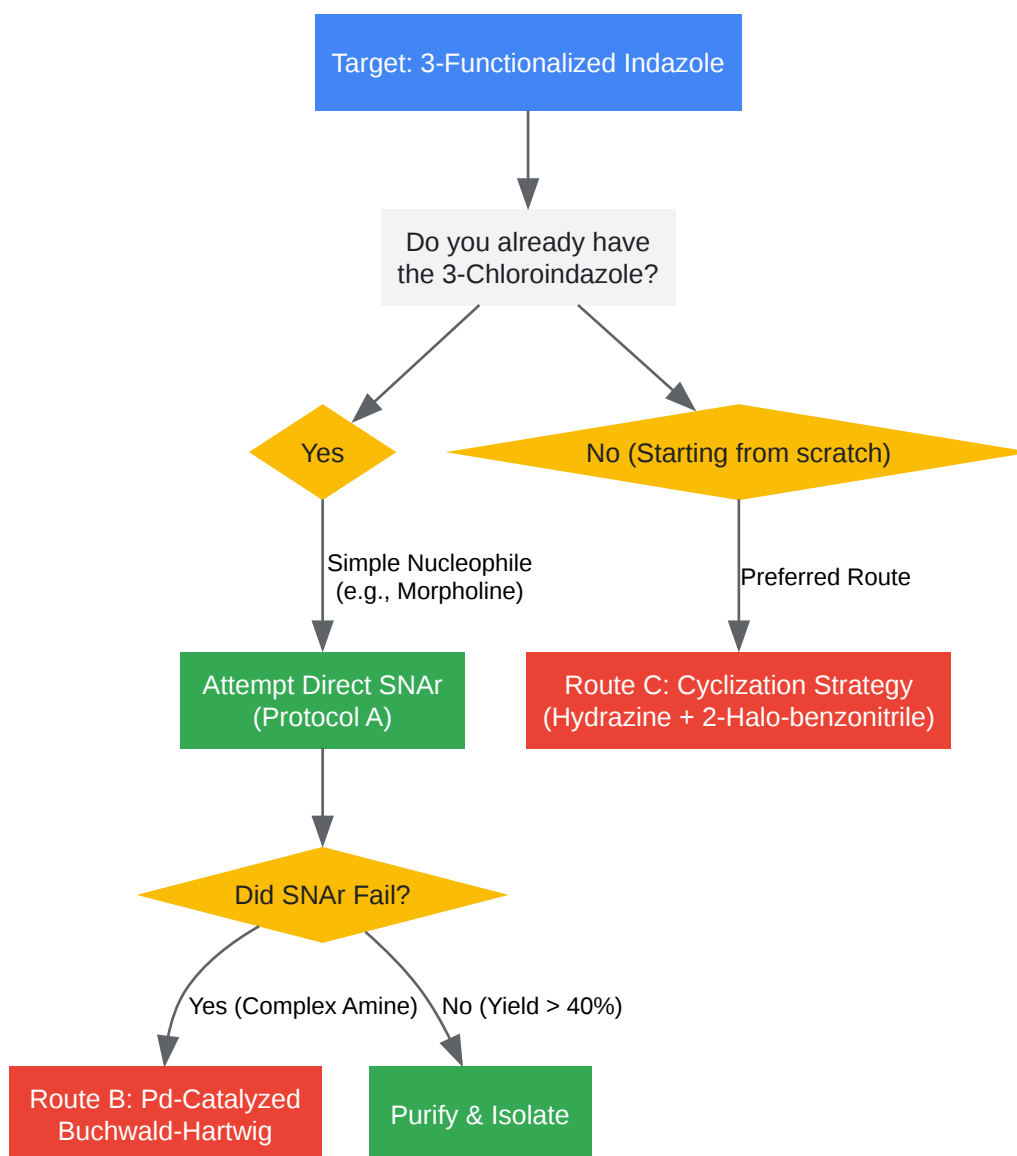 Target: 3-Functionalized Indazole
Do you already have
the 3-Chloroindazole?
Yes
No (Starting from scratch)
Simple Nucleophile
(e.g., Morpholine)
Preferred Route
Attempt Direct SNAr
(Protocol A)
Route C: Cyclization Strategy
(Hydrazine + 2-Halo-benzonitrile)
Did SNAr Fail?
Yes (Complex Amine)
No (Yield > 40%)
Route B: Pd-Catalyzed
Buchwald-Hartwig
Purify & Isolate